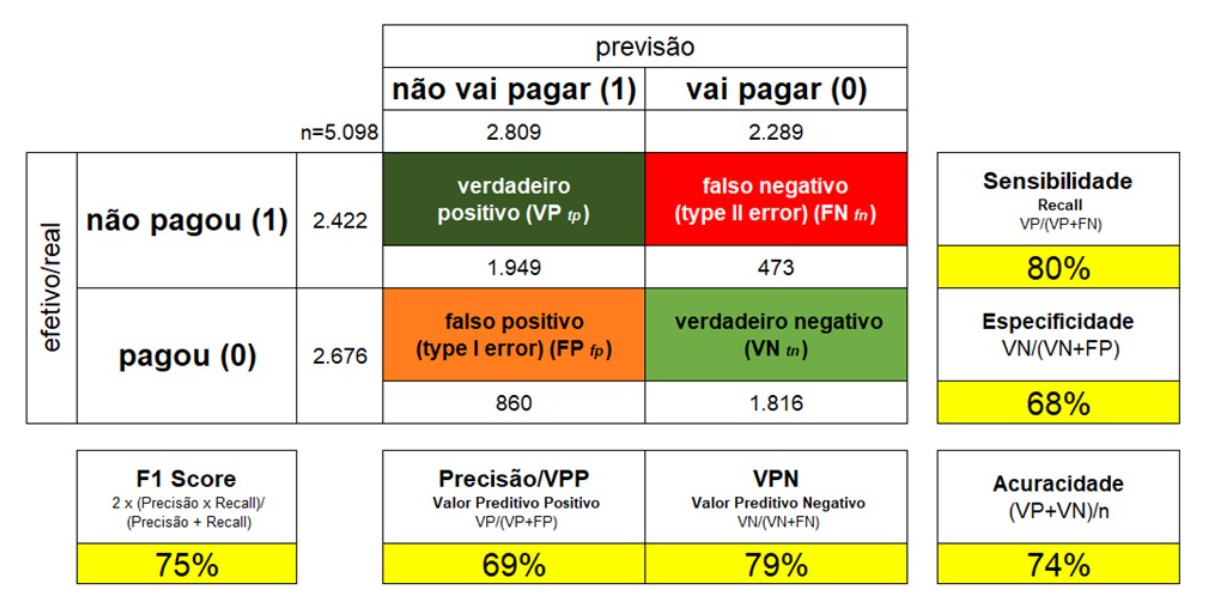 previsão
não vai pagar (1) vai pagar (0)
n=5.098 2.809 2.289
efetivo/real
não pagou (1) 2.422
verdadeiro
positivo (VP tp)
1.949
falso negativo
(type II error) (FN fn)
473
Sensibilidade
Recall
VP/(VP+FN)
80%
pagou (0) 2.676
falso positivo
(type I error) (FP fp)
860
verdadeiro negativo
(VN tn)
1.816
Especificidade
VN/(VN+FP)
68%
F1 Score
2 x (Precisão x Recall)/
(Precisão + Recall)
75%
Precisão/VPP
Valor Preditivo Positivo
VP/(VP+FP)
69%
VPN
Valor Preditivo Negativo
VN/(VN+FN)
79%
Acuracidade
(VP+VN)/n
74%